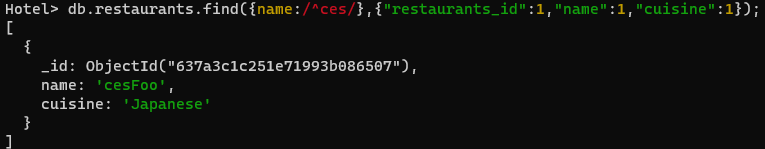 Hotel> db.restaurants.find({name:/^ces/},{"restaurants_id":1,"name":1,"cuisine":1});
[
  {
    _id: ObjectId("637a3c1c251e71993b086507"),
    name: 'cesFoo',
    cuisine: 'Japanese'
  }
]